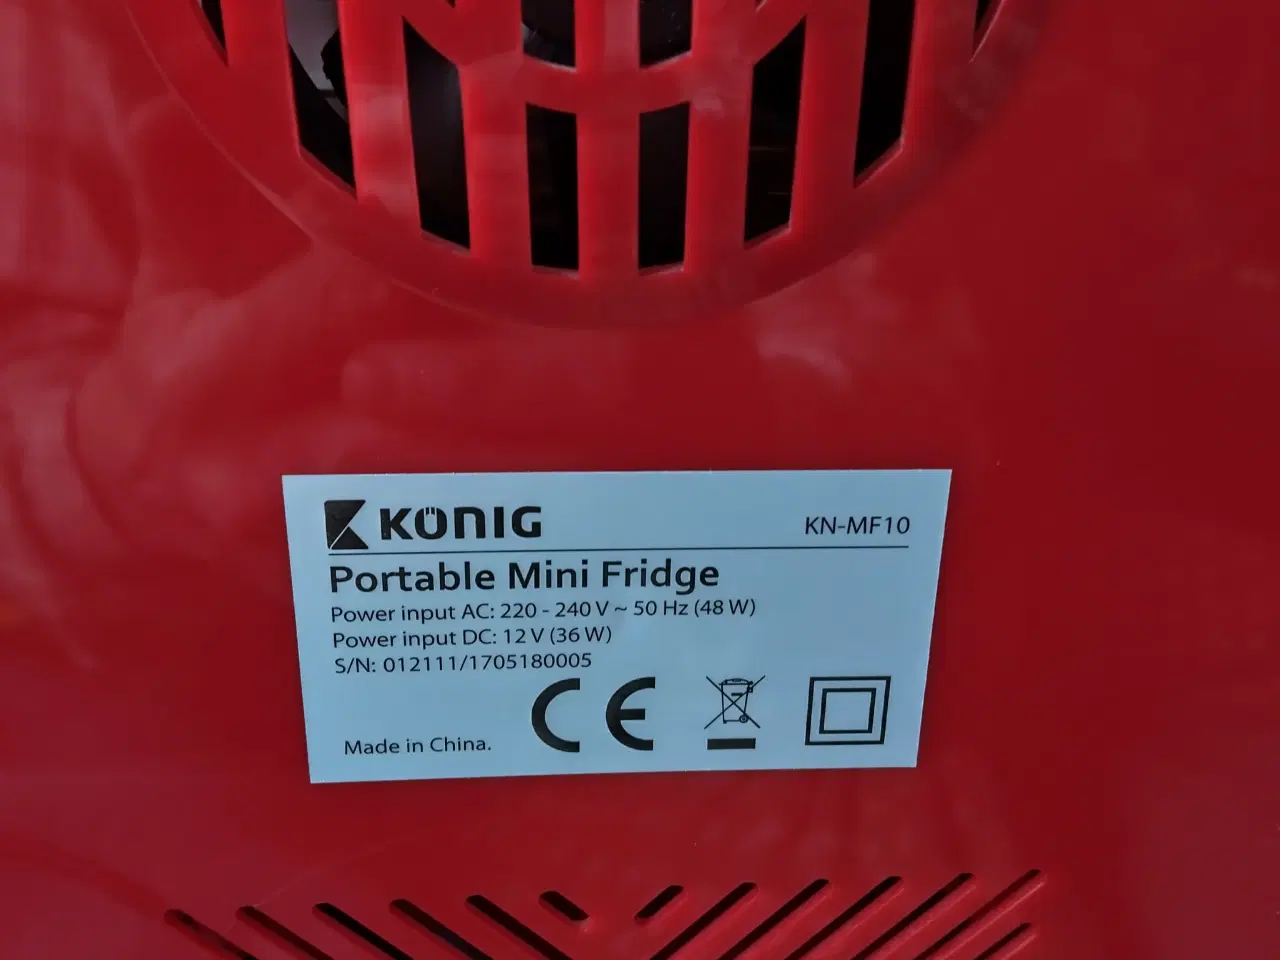 KÖNIG
KN-MF10
Portable Mini Fridge
Power input AC: 220 - 240 V ~ 50 Hz (48 W)
Power input DC: 12 V (36 W)
S/N: 012111/1705180005
CE
Made in China.